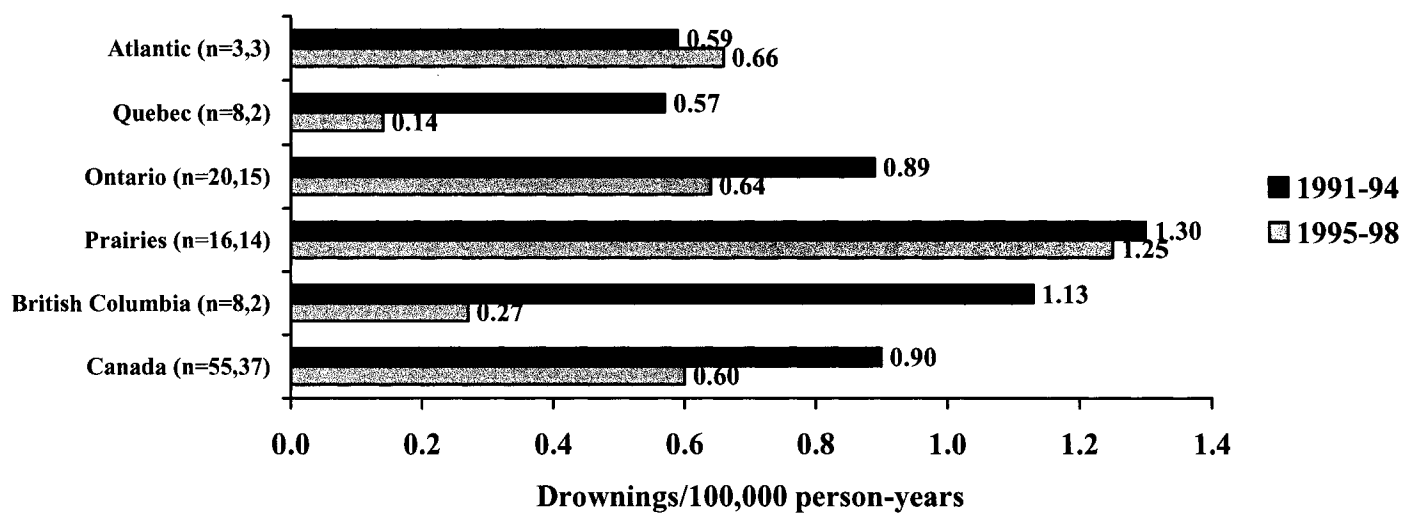 Atlantic (n=3,3)
0.59
0.66
Quebec (n=8,2)
0.57
0.14
Ontario (n=20,15)
0.89
0.64
Prairies (n=16,14)
1.30
1.25
British Columbia (n=8,2)
1.13
0.27
Canada (n=55,37)
0.90
0.60
1991-94
1995-98
0.0 0.2 0.4 0.6 0.8 1.0 1.2 1.4
Drownings/100,000 person-years